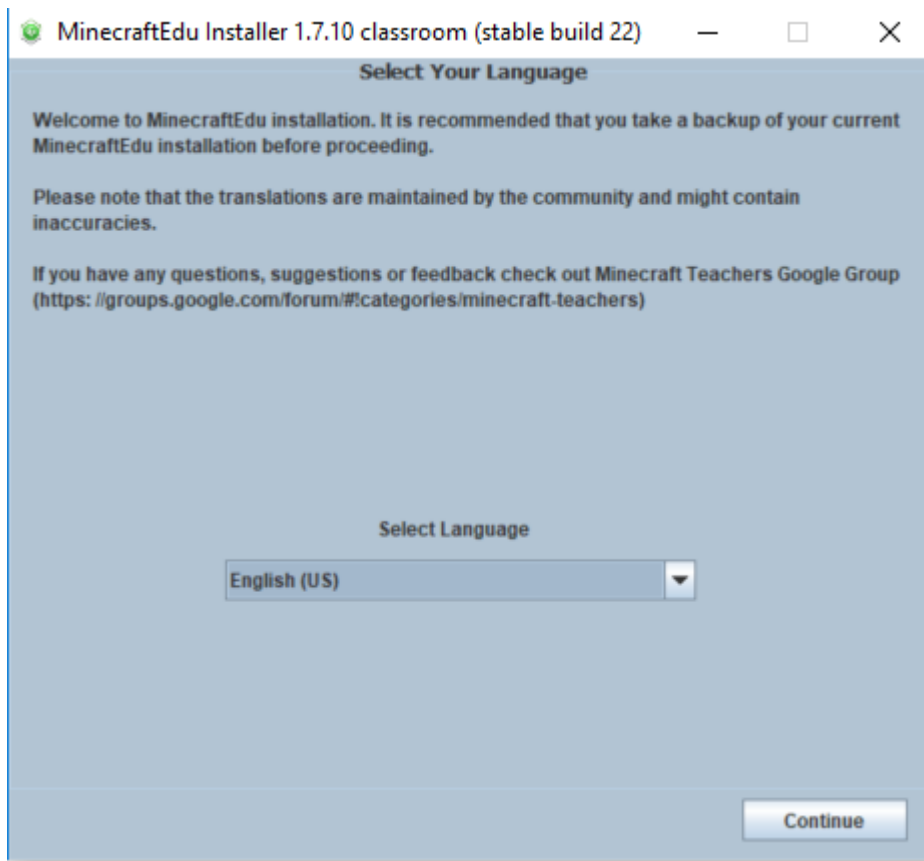 MinecraftEdu Installer 1.7.10 classroom (stable build 22)
Select Your Language
Welcome to MinecraftEdu installation. It is recommended that you take a backup of your current
MinecraftEdu installation before proceeding.
Please note that the translations are maintained by the community and might contain
inaccuracies.
If you have any questions, suggestions or feedback check out Minecraft Teachers Google Group
(https: //groups.google.com/forum/#!categories/minecraft-teachers)
Select Language
English (US)
Continue